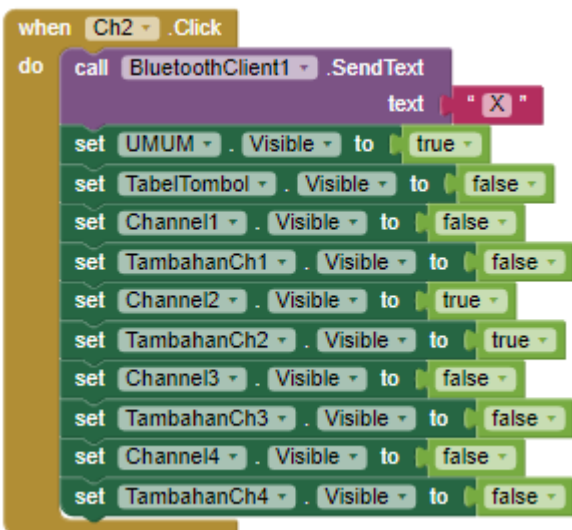 when Ch2 .Click
do call BluetoothClient1 .SendText
text " X "
set UMUM . Visible to true
set TabelTombol . Visible to false
set Channel1 . Visible to false
set TambahanCh1 . Visible to false
set Channel2 . Visible to true
set TambahanCh2 . Visible to true
set Channel3 . Visible to false
set TambahanCh3 . Visible to false
set Channel4 . Visible to false
set TambahanCh4 . Visible to false